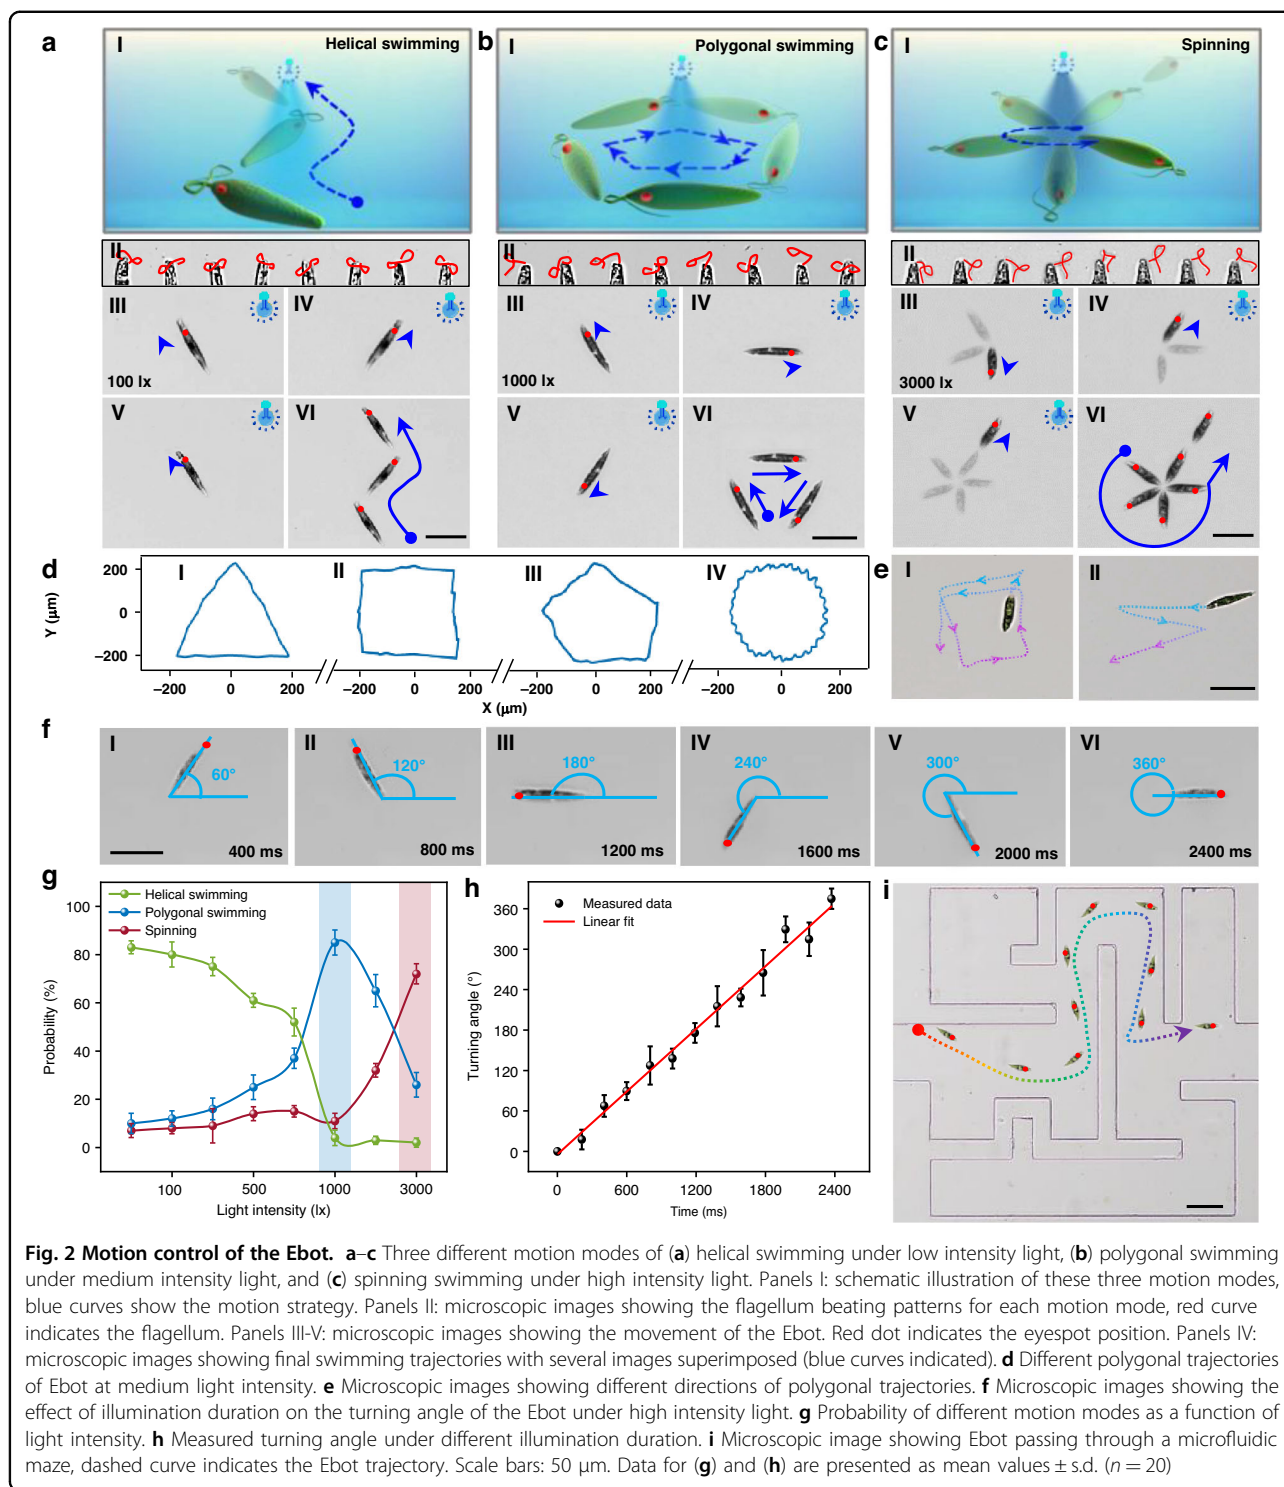 a
I
Helical swimming
b
I
Polygonal swimming
c
I
Spinning
II
II
II
III
IV
100 lx
V
VI
III
IV
1000 lx
V
VI
III
IV
3000 lx
V
VI
d
I
II
III
IV
Y (µm)
200
0
−200
−200 0 200
−200 0 200
−200 0 200
−200 0 200
X (µm)
e
I
II
f
I
60°
400 ms
II
120°
800 ms
III
180°
1200 ms
IV
240°
1600 ms
V
300°
2000 ms
VI
360°
2400 ms
g
Helical swimming
Polygonal swimming
Spinning
Probability (%)
100
80
60
40
20
0
100 500 1000 3000
Light intensity (lx)
h
Measured data
Linear fit
Turning angle (°)
360
300
240
180
120
60
0
0 600 1200 1800 2400
Time (ms)
i
Fig. 2 Motion control of the Ebot. a–c Three different motion modes of (a) helical swimming under low intensity light, (b) polygonal swimming
under medium intensity light, and (c) spinning swimming under high intensity light. Panels I: schematic illustration of these three motion modes,
blue curves show the motion strategy. Panels II: microscopic images showing the flagellum beating patterns for each motion mode, red curve
indicates the flagellum. Panels III-V: microscopic images showing the movement of the Ebot. Red dot indicates the eyespot position. Panels IV:
microscopic images showing final swimming trajectories with several images superimposed (blue curves indicated). d Different polygonal trajectories
of Ebot at medium light intensity. e Microscopic images showing different directions of polygonal trajectories. f Microscopic images showing the
effect of illumination duration on the turning angle of the Ebot under high intensity light. g Probability of different motion modes as a function of
light intensity. h Measured turning angle under different illumination duration. i Microscopic image showing Ebot passing through a microfluidic
maze, dashed curve indicates the Ebot trajectory. Scale bars: 50 µm. Data for (g) and (h) are presented as mean values ± s.d. (n = 20)